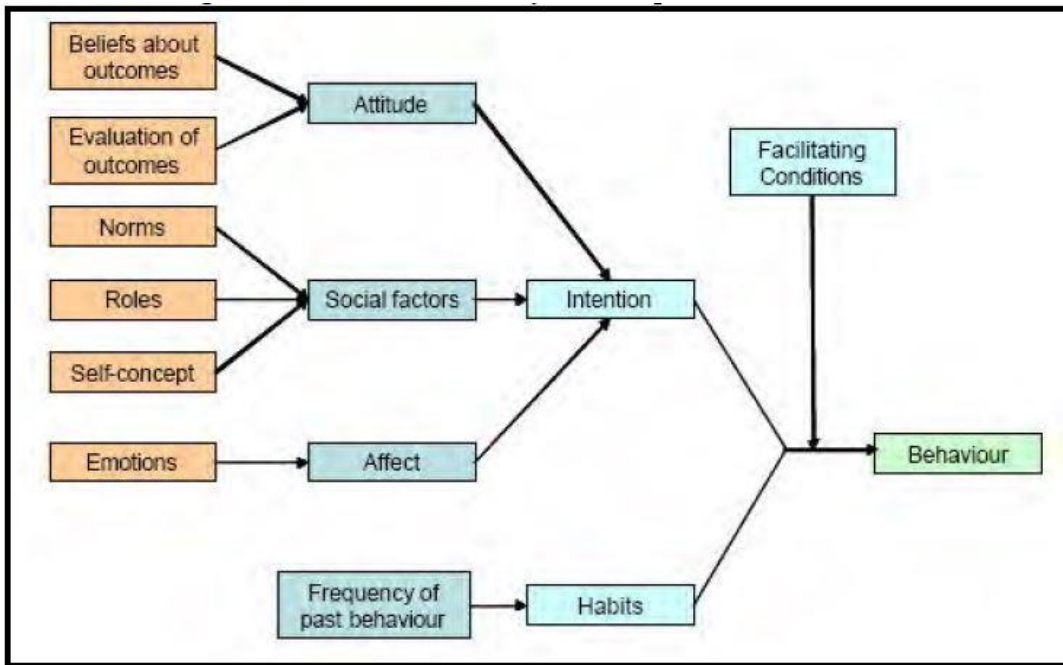 Beliefs about
outcomes
Evaluation of
outcomes
Attitude
Norms
Roles
Self-concept
Social factors
Emotions
Affect
Frequency of
past behaviour
Intention
Habits
Facilitating
Conditions
Behaviour